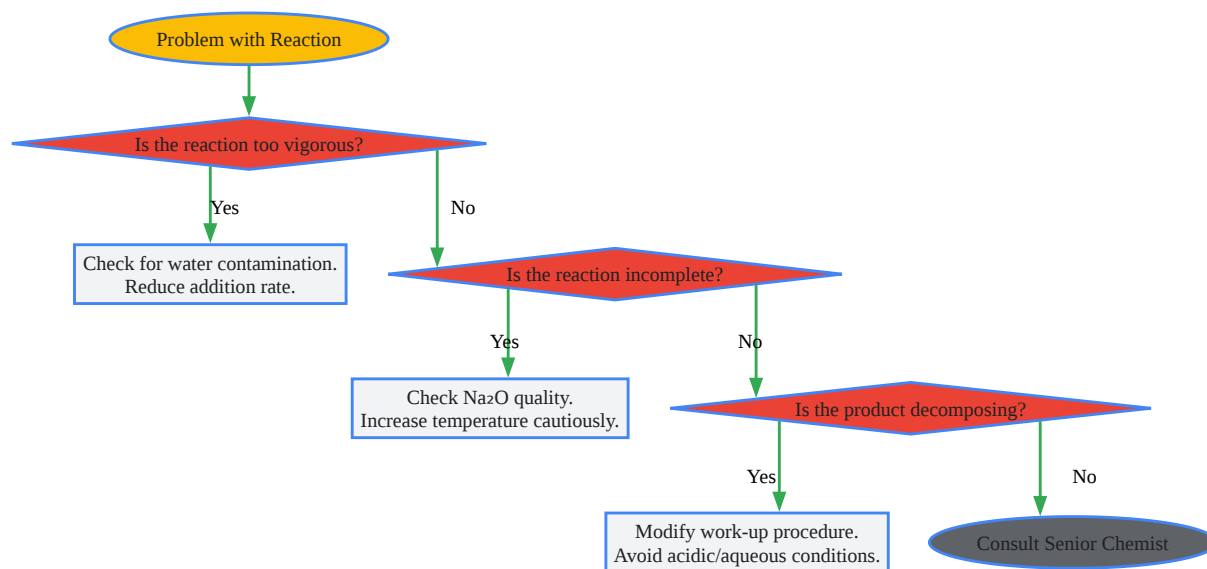 Problem with Reaction
Is the reaction too vigorous?
Yes
No
Check for water contamination.
Reduce addition rate.
Is the reaction incomplete?
Yes
No
Check Na₂O quality.
Increase temperature cautiously.
Is the product decomposing?
Yes
No
Modify work-up procedure.
Avoid acidic/aqueous conditions.
Consult Senior Chemist